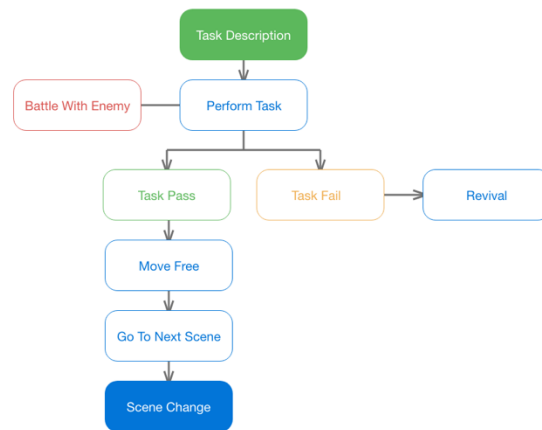 Task Description
Battle With Enemy
Perform Task
Task Pass
Task Fail
Revival
Move Free
Go To Next Scene
Scene Change